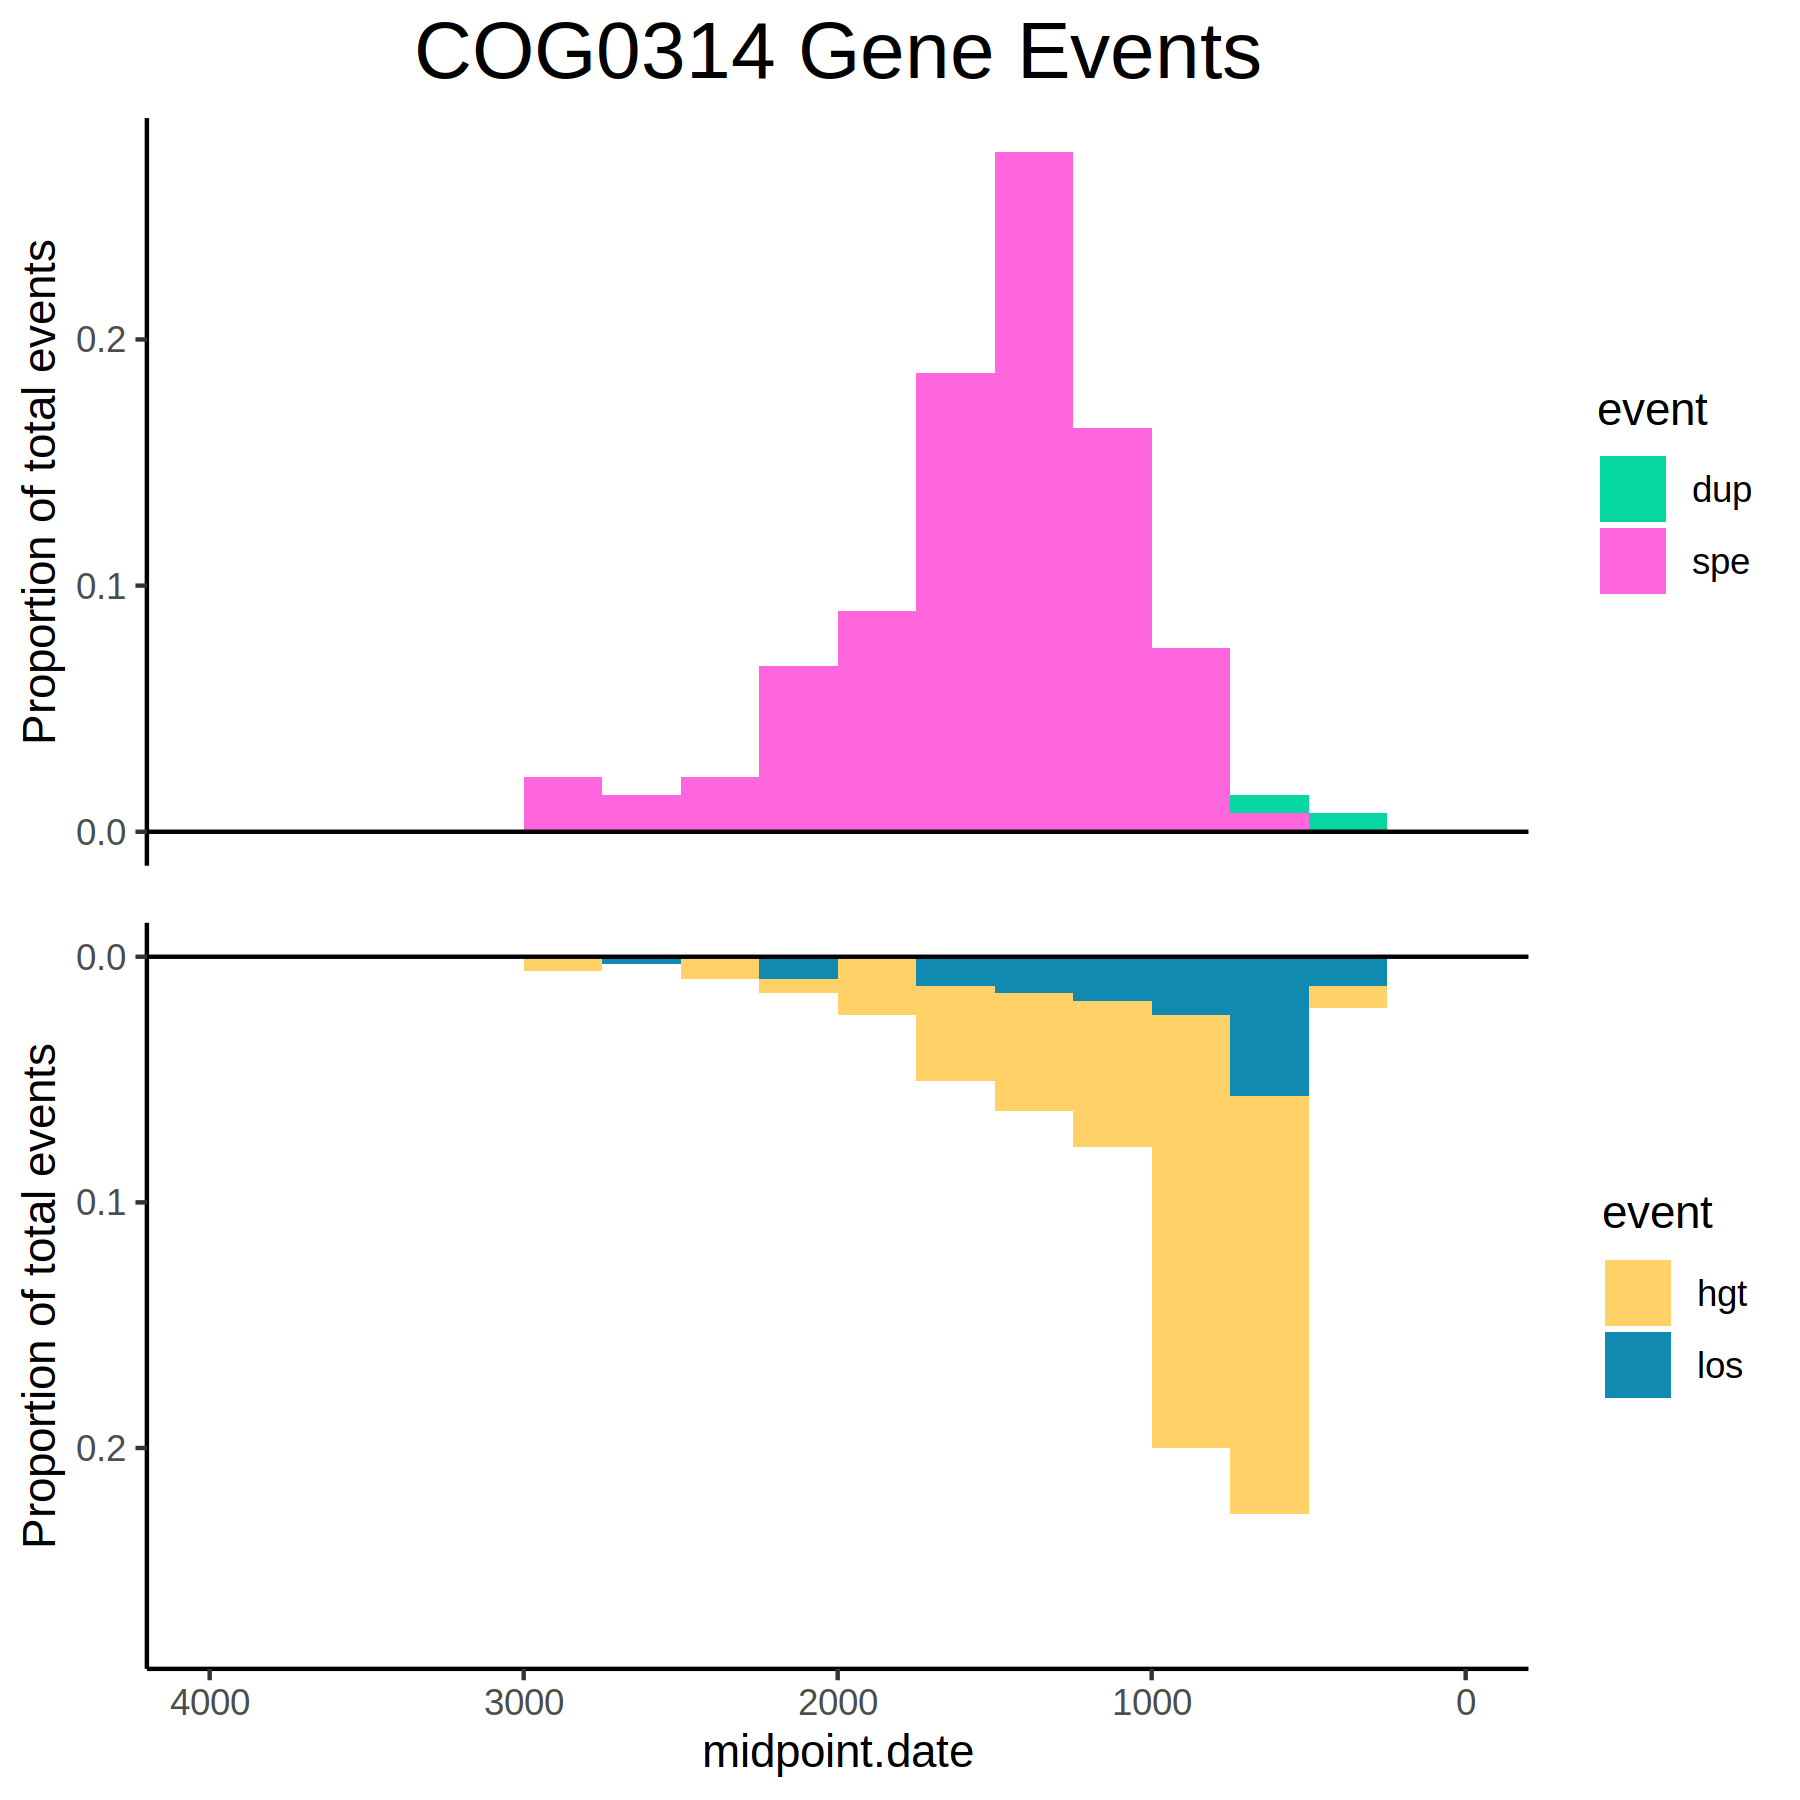 COG0314 Gene Events
Proportion of total events
0.2
0.1
0.0
event
dup
spe
Proportion of total events
0.0
0.1
0.2
event
hgt
los
4000 3000 2000 1000 0
midpoint.date